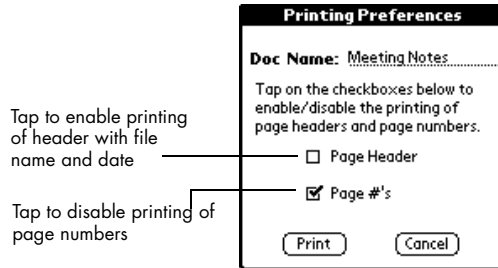 Printing Preferences
Doc Name: Meeting Notes
Tap on the checkboxes below to
enable/disable the printing of
page headers and page numbers.
Tap to enable printing
of header with file
name and date
Page Header
Page #'s
Tap to disable printing of
page numbers
Print
Cancel